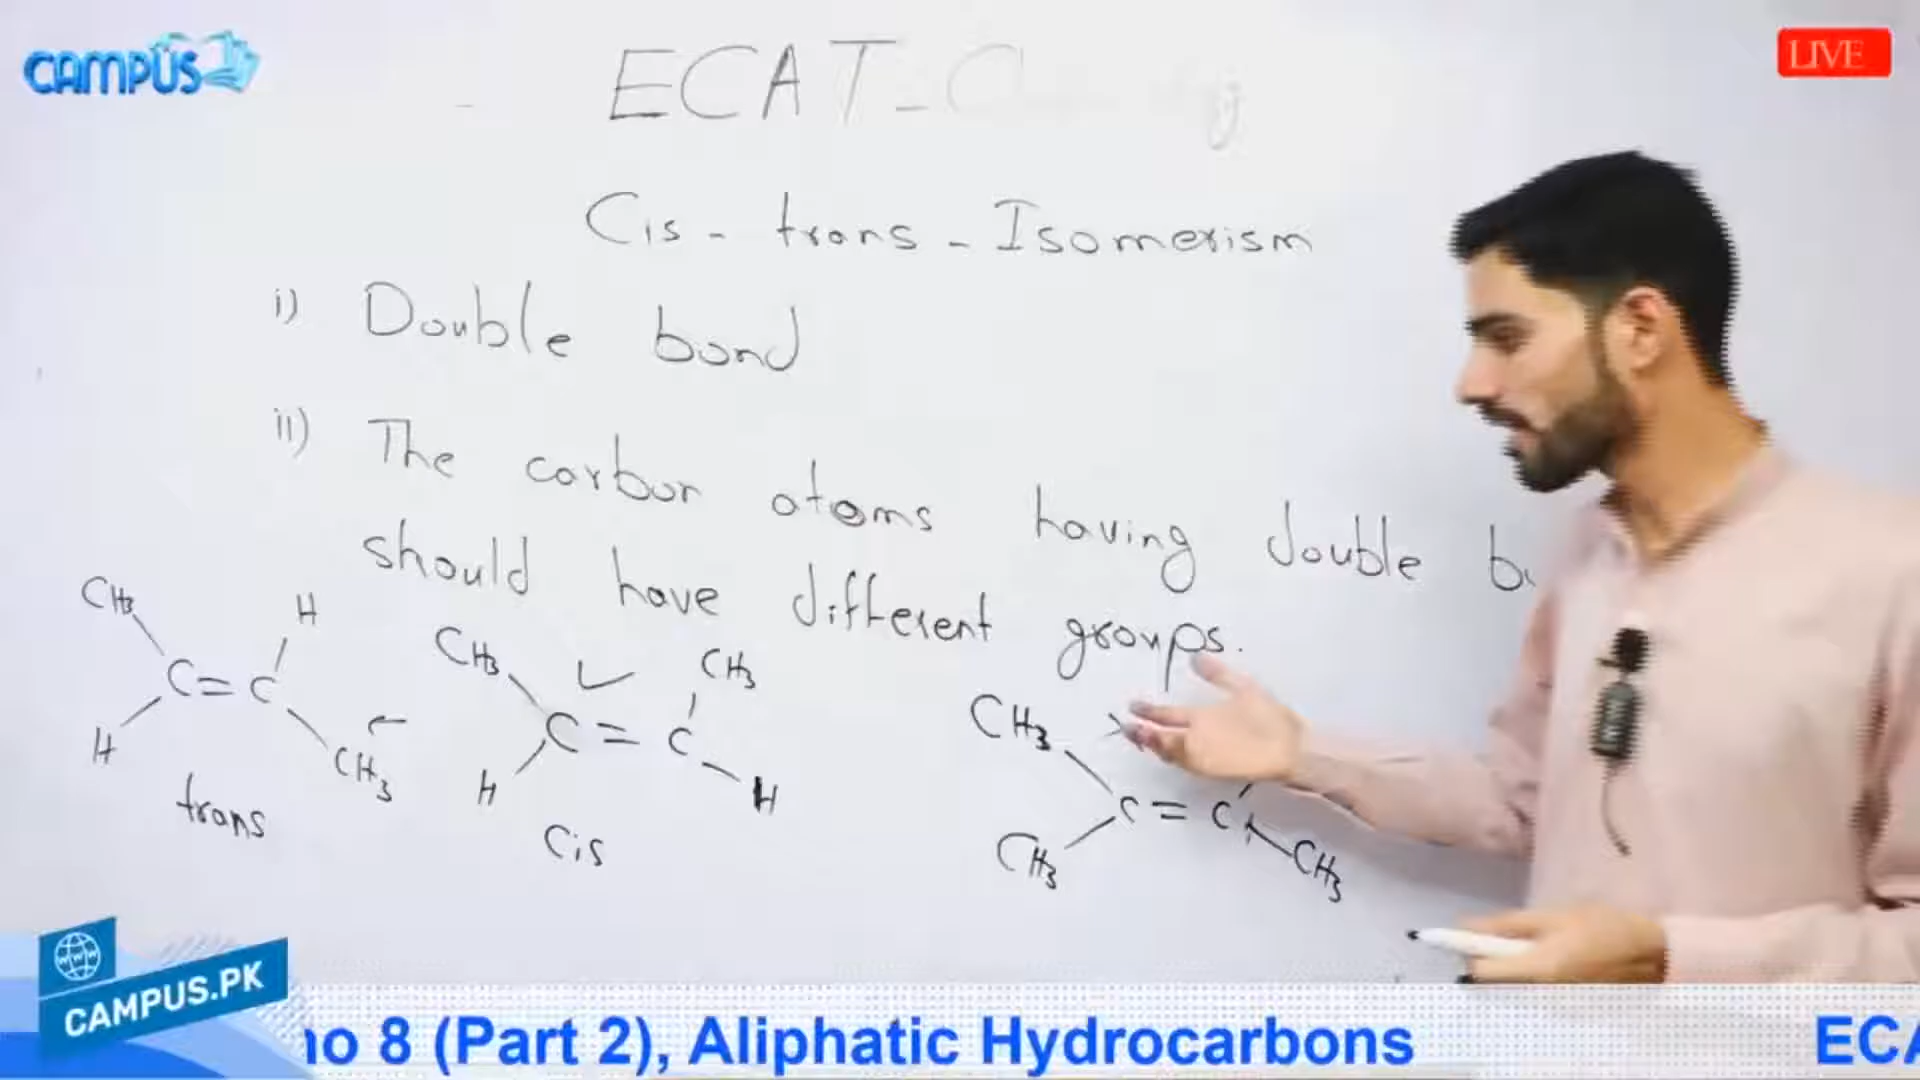 CAMPUS
LIVE
ECAT-
Cis - trans - Isomerism
i) Double bond
ii) The carbon atoms having double
should have different groups.
CH3 H
C=C
H CH3
trans
CH3 CH3
C=C
H H
Cis
CH3
C=C
CH3 CH3
CAMPUS.PK
8 (Part 2), Aliphatic Hydrocarbons